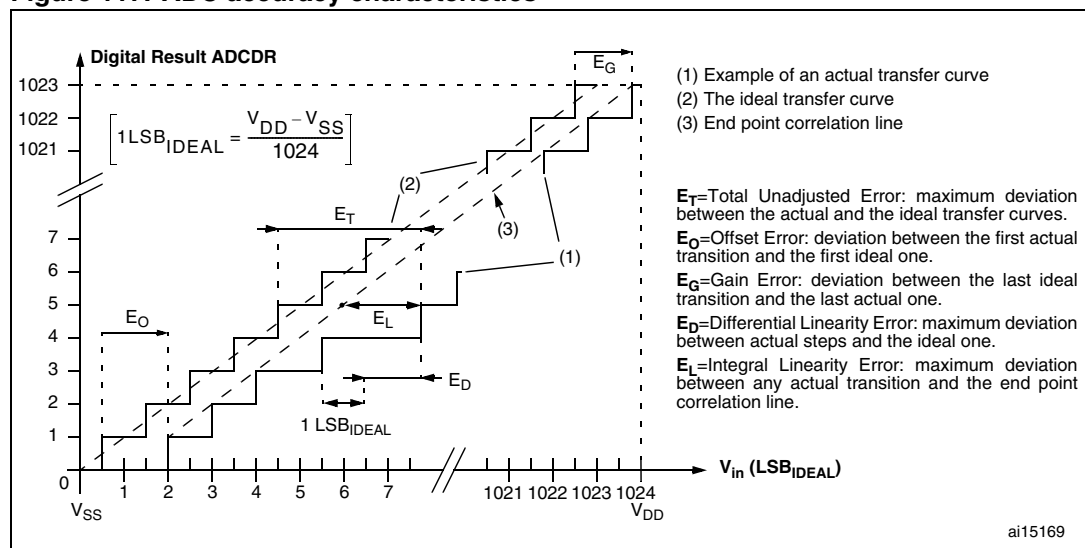 Digital Result ADCDR
1023
1022
1021
7
6
5
4
3
2
1
0
1LSB_IDEAL = (V_DD – V_SS) / 1024
E_G
(1) Example of an actual transfer curve
(2) The ideal transfer curve
(3) End point correlation line
(2)
E_T
(3)
(1)
E_O
E_L
E_D
1 LSB_IDEAL
1 2 3 4 5 6 7 1021 1022 1023 1024
V_SS
V_DD
V_in (LSB_IDEAL)
E_T=Total Unadjusted Error: maximum deviation
between the actual and the ideal transfer curves.
E_O=Offset Error: deviation between the first actual
transition and the first ideal one.
E_G=Gain Error: deviation between the last ideal
transition and the last actual one.
E_D=Differential Linearity Error: maximum deviation
between actual steps and the ideal one.
E_L=Integral Linearity Error: maximum deviation
between any actual transition and the end point
correlation line.
ai15169